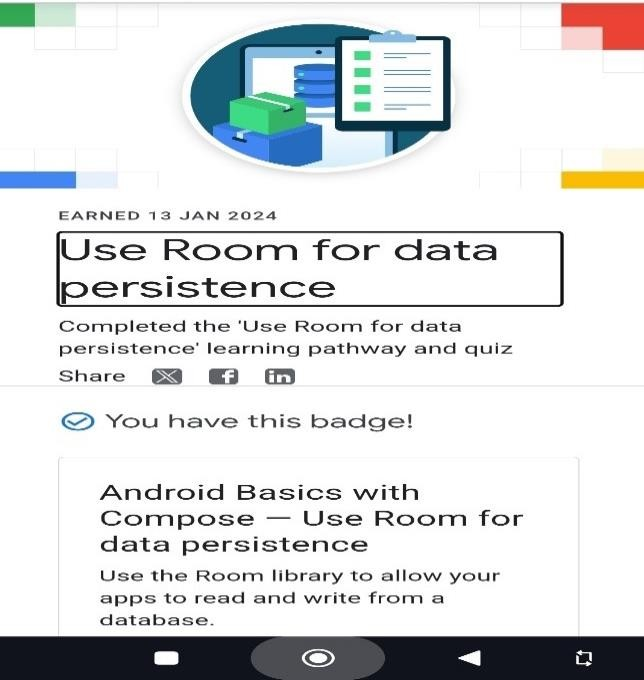 EARNED 13 JAN 2024
Use Room for data
persistence
Completed the 'Use Room for data
persistence' learning pathway and quiz
Share
You have this badge!
Android Basics with
Compose — Use Room for
data persistence
Use the Room library to allow your
apps to read and write from a
database.